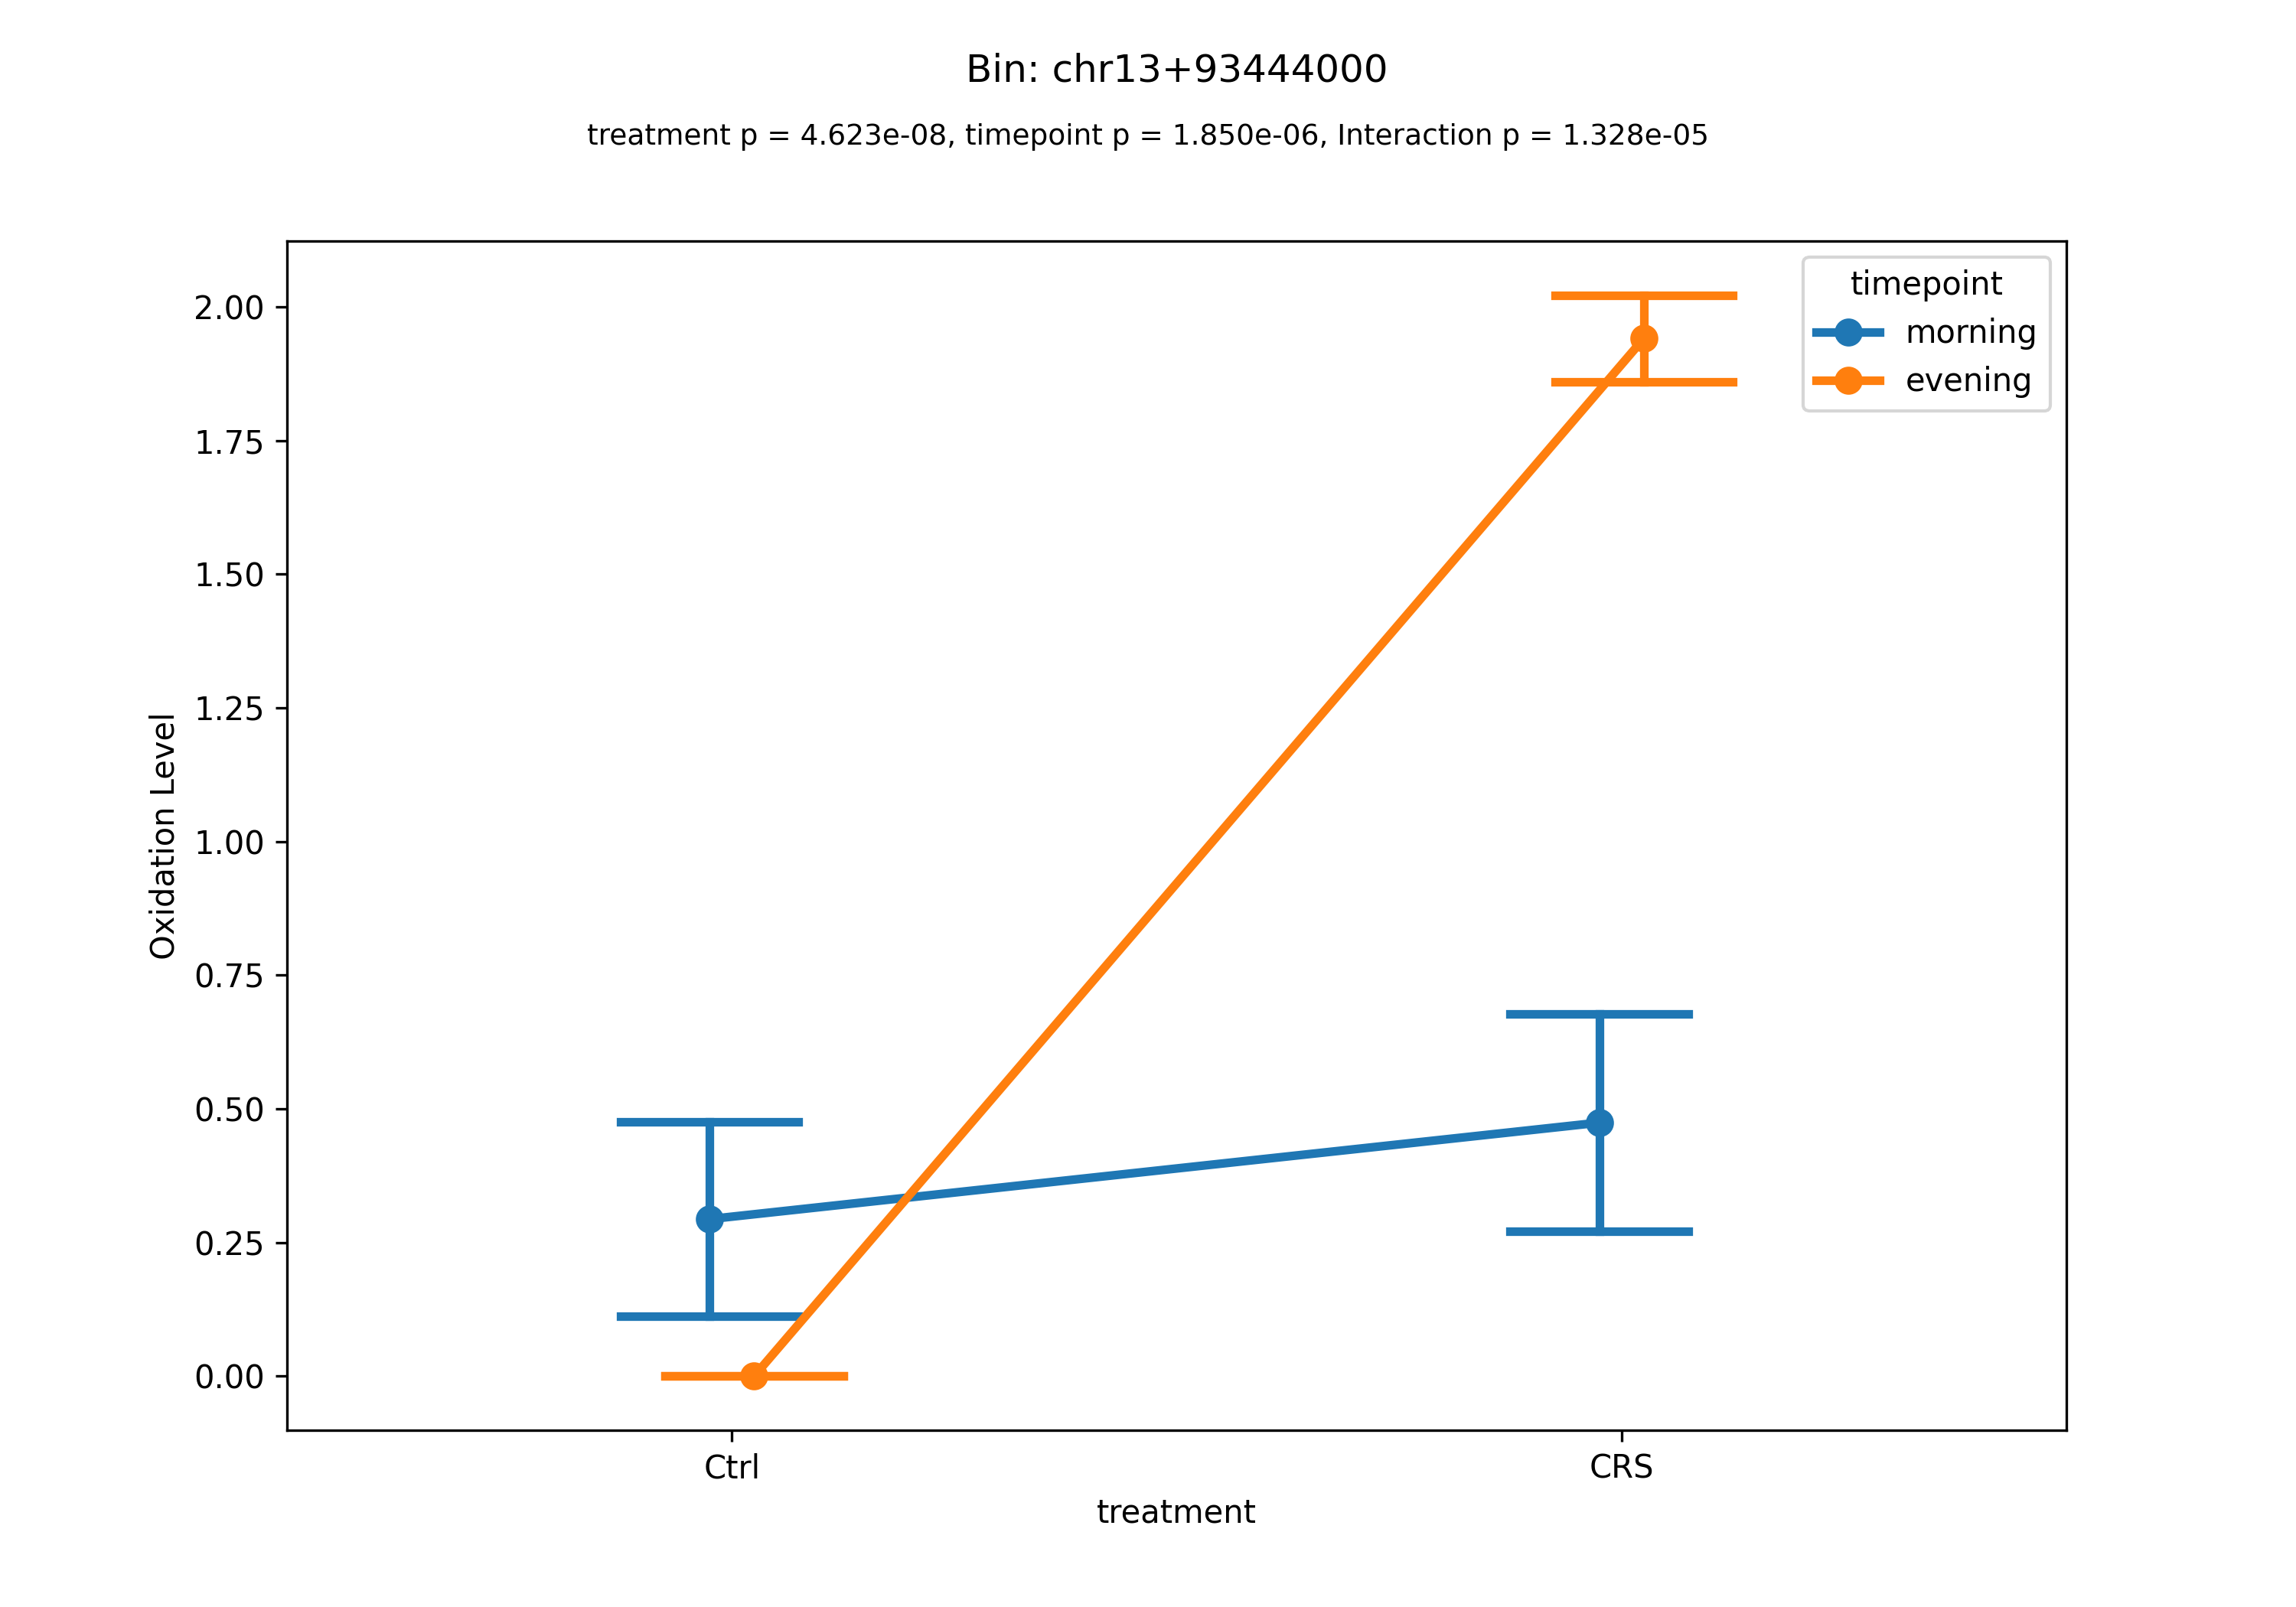 Bin: chr13+93444000
treatment p = 4.623e-08, timepoint p = 1.850e-06, Interaction p = 1.328e-05
timepoint
morning
evening
Oxidation Level
2.00
1.75
1.50
1.25
1.00
0.75
0.50
0.25
0.00
Ctrl
CRS
treatment